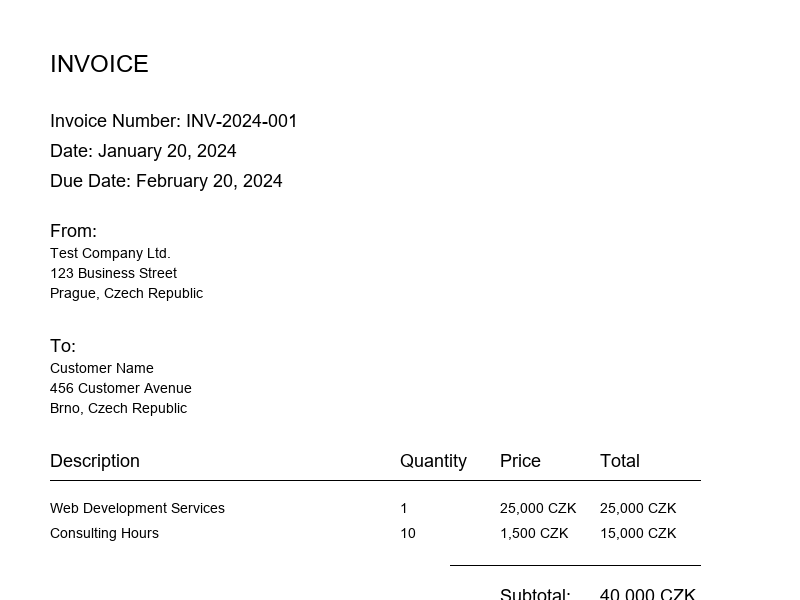 INVOICE
Invoice Number: INV-2024-001
Date: January 20, 2024
Due Date: February 20, 2024
From:
Test Company Ltd.
123 Business Street
Prague, Czech Republic
To:
Customer Name
456 Customer Avenue
Brno, Czech Republic
Description Quantity Price Total
Web Development Services 1 25,000 CZK 25,000 CZK
Consulting Hours 10 1,500 CZK 15,000 CZK
Subtotal: 40,000 CZK